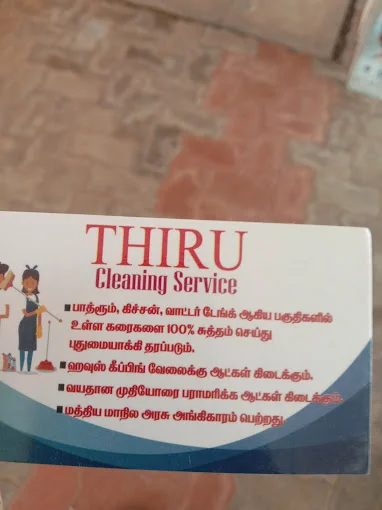 THIRU
Cleaning Service
▪பாத்ரூம், கிச்சன், வாட்டர் டேங்க் ஆகிய பகுதிகளில்
உள்ள கரைகளை 100% சுத்தம் செய்து
புதுமையாக்கி தரப்படும்.
▪ஹவுஸ் கீப்பிங் வேலைக்கு ஆட்கள் கிடைக்கும்.
▪வயதான முதியோரை பராமரிக்க ஆட்கள் கிடைக்கும்.
▪மத்திய மாநில அரசு அங்கிகாரம் பெற்றது.